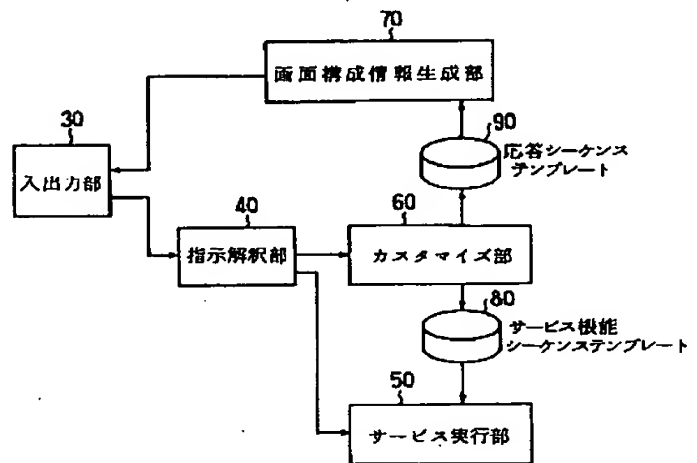 70
画面構成情報生成部
30
90
入出力部
応答シーケンス
テンプレート
40
60
指示解釈部
カスタマイズ部
80
サービス機能
シーケンステンプレート
50
サービス実行部